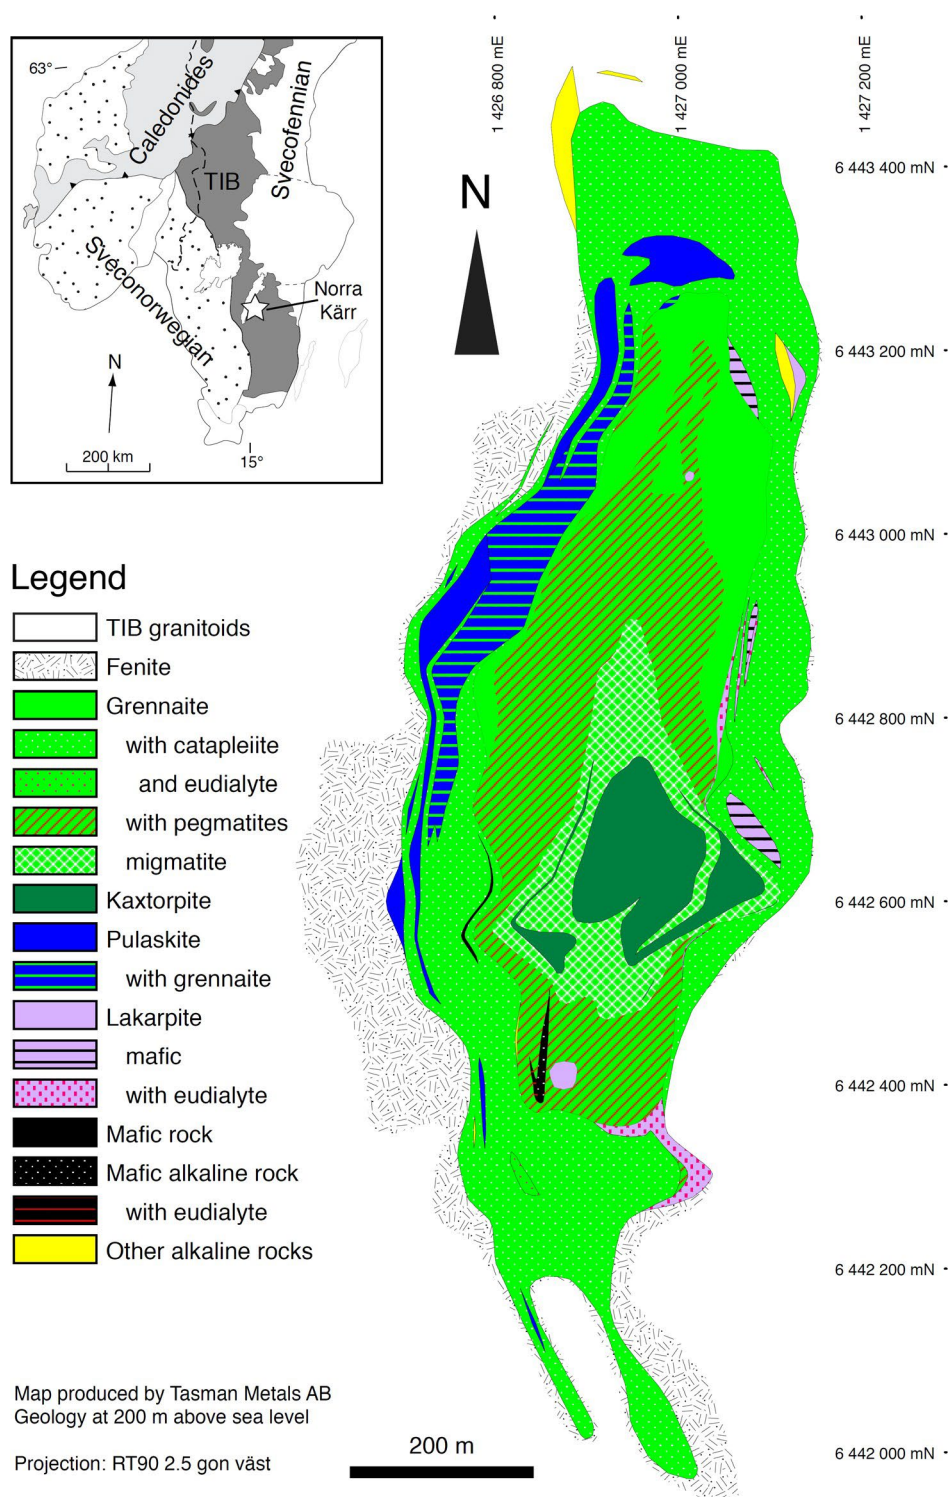 63°
Caledonides
Svecofennian
TIB
Sveconorwegian
Norra
Kärr
N
200 km
15°
N
1 426 800 mE
1 427 000 mE
1 427 200 mE
6 443 400 mN
6 443 200 mN
6 443 000 mN
6 442 800 mN
6 442 600 mN
6 442 400 mN
6 442 200 mN
6 442 000 mN
Legend
TIB granitoids
Fenite
Grennaite
with catapleiite
and eudialyte
with pegmatites
migmatite
Kaxtorpite
Pulaskite
with grennaite
Lakarpite
mafic
with eudialyte
Mafic rock
Mafic alkaline rock
with eudialyte
Other alkaline rocks
Map produced by Tasman Metals AB
Geology at 200 m above sea level
Projection: RT90 2.5 gon väst
200 m